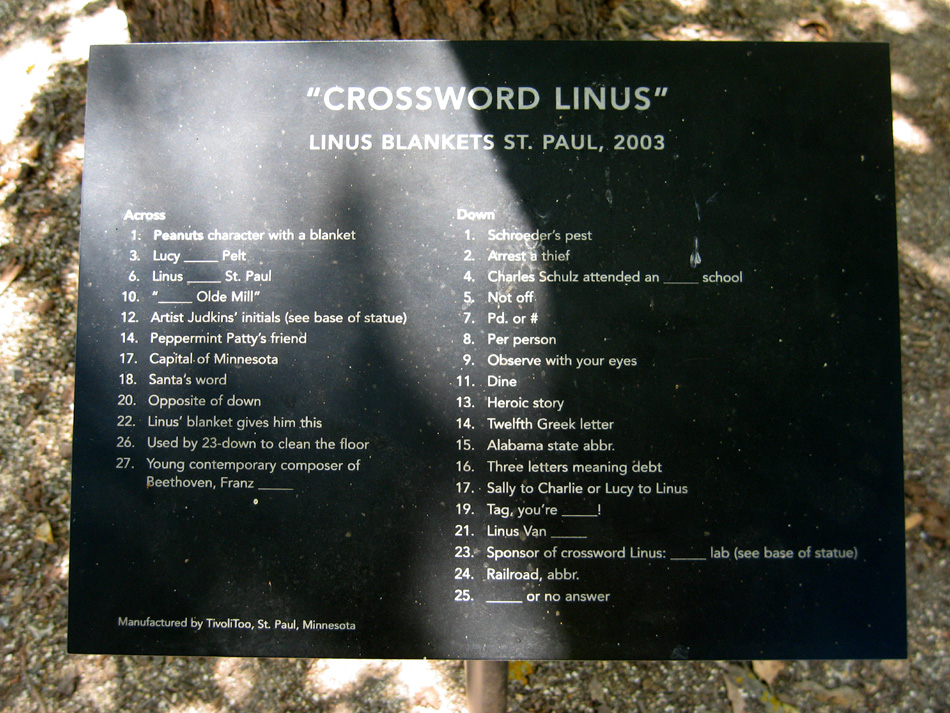 "CROSSWORD LINUS"
LINUS BLANKETS ST. PAUL, 2003
Across
1. Peanuts character with a blanket
3. Lucy _____ Pelt
6. Linus _____ St. Paul
10. "_____ Olde Mill"
12. Artist Judkins' initials (see base of statue)
14. Peppermint Patty's friend
17. Capital of Minnesota
18. Santa's word
20. Opposite of down
22. Linus' blanket gives him this
26. Used by 23-down to clean the floor
27. Young contemporary composer of
Beethoven, Franz _____
Down
1. Schroeder's pest
2. Arrest a thief
4. Charles Schulz attended an _____ school
5. Not off
7. Pd. or #
8. Per person
9. Observe with your eyes
11. Dine
13. Heroic story
14. Twelfth Greek letter
15. Alabama state abbr.
16. Three letters meaning debt
17. Sally to Charlie or Lucy to Linus
19. Tag, you're _____!
21. Linus Van _____
23. Sponsor of crossword Linus: _____ lab (see base of statue)
24. Railroad, abbr.
25. _____ or no answer
Manufactured by TivoliToo, St. Paul, Minnesota